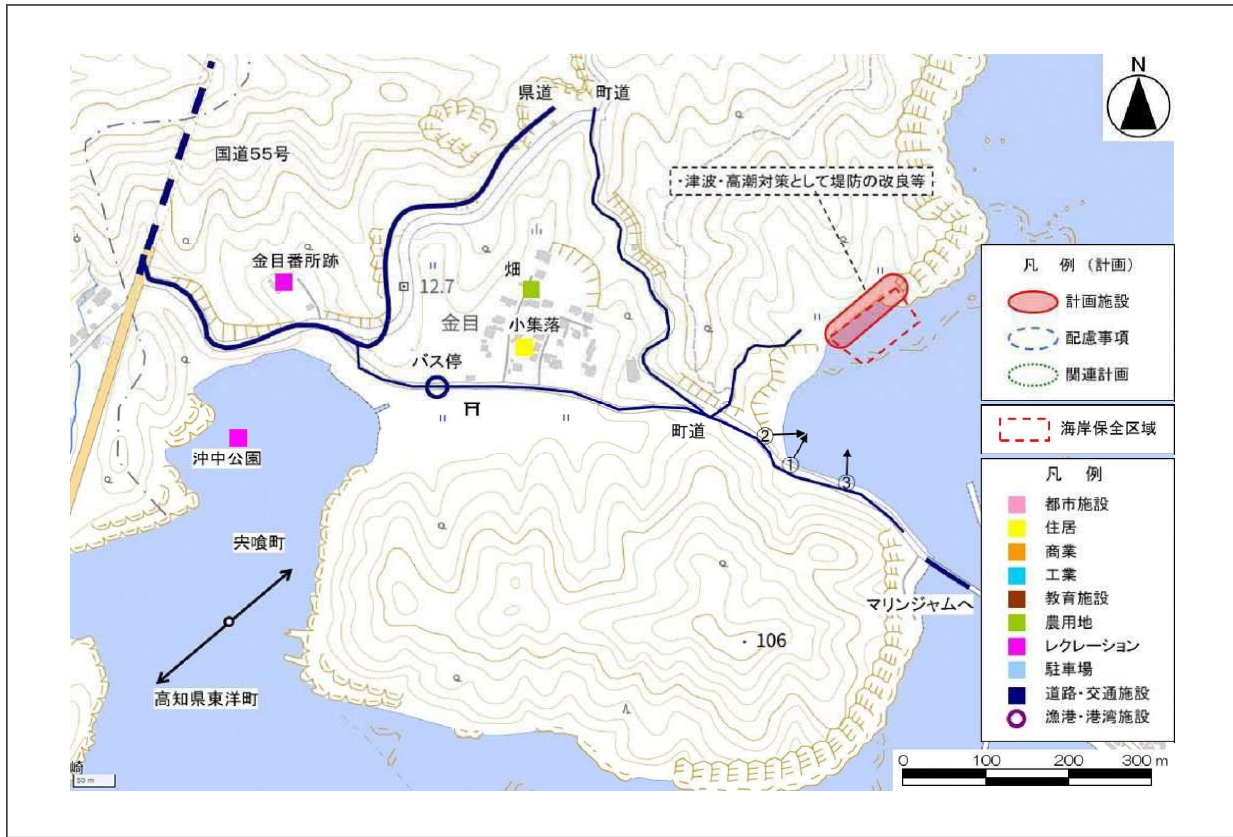 N
県道
町道
国道55号
・津波・高潮対策として堤防の改良等
金目番所跡
畑
12.7
金目
小集落
バス停
町道
沖中公園
②
①
③
宍喰町
高知県東洋町
マリンジャムへ
106
崎
50 m
凡 例 (計画)
計画施設
配慮事項
関連計画
海岸保全区域
凡 例
都市施設
住居
商業
工業
教育施設
農用地
レクレーション
駐車場
道路・交通施設
漁港・港湾施設
0 100 200 300 m